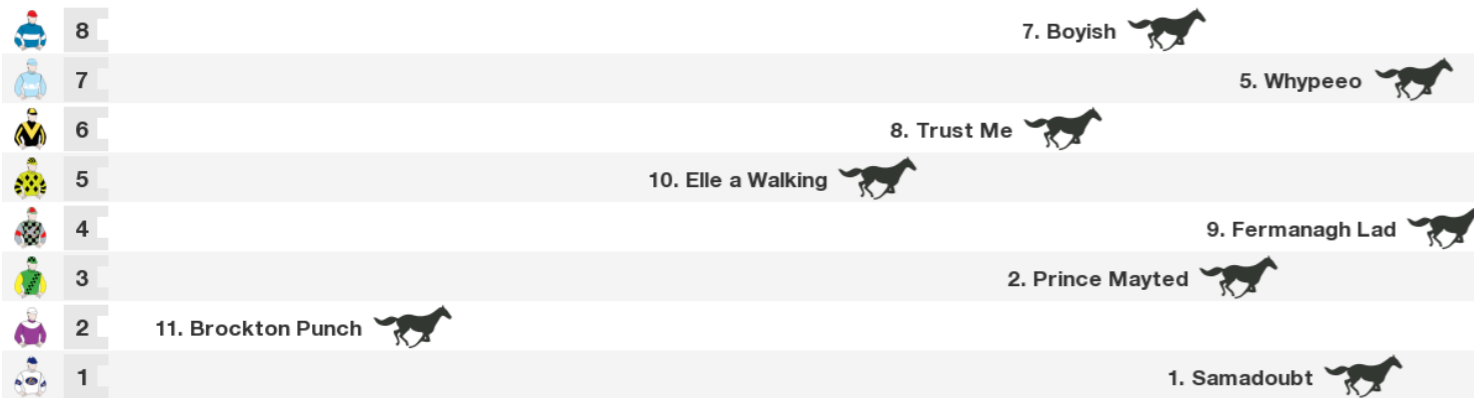 8 7. Boyish
7 5. Whypeeo
6 8. Trust Me
5 10. Elle a Walking
4 9. Fermanagh Lad
3 2. Prince Mayted
2 11. Brockton Punch
1 1. Samadoubt